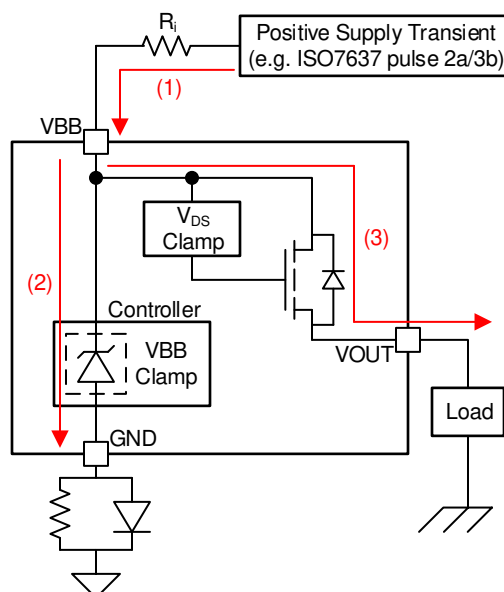 Positive Supply Transient
(e.g. ISO7637 pulse 2a/3b)
Ri
(1)
VBB
VDS
Clamp
(3)
(2)
Controller
VBB
Clamp
VOUT
Load
GND